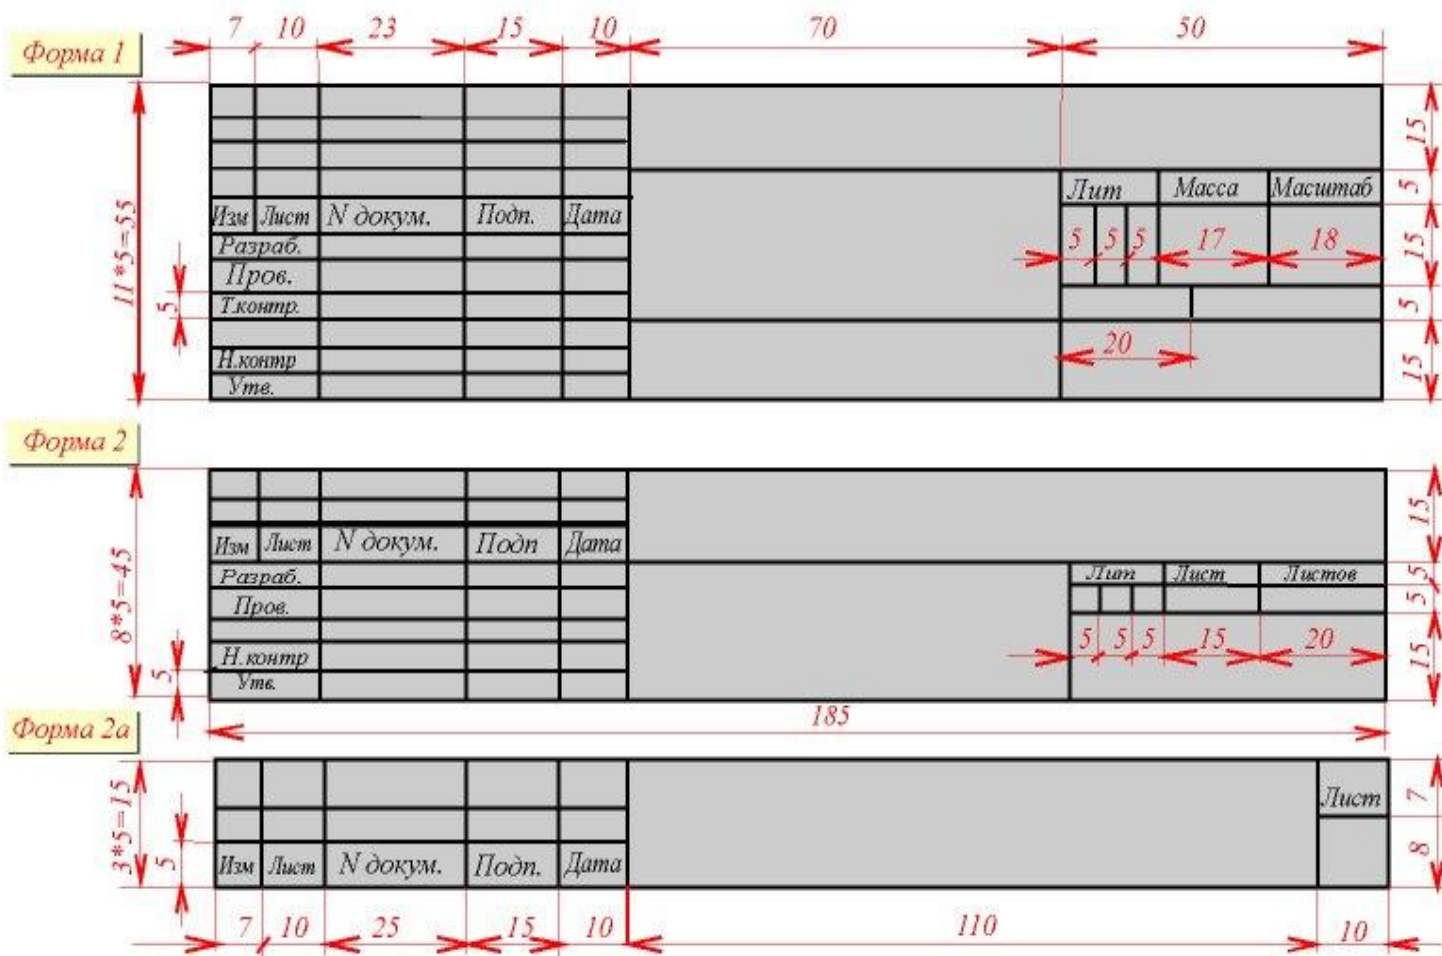 7 10 23 15 10 70 50
Форма 1
15
Лит Масса Масштаб 5
11*5=55
Изм Лист N докум. Подп. Дата
5 5 5 17 18 15
Разраб.
Пров.
5 Т.контр. 5
20
Н.контр 15
Утв.
Форма 2
15
Изм Лист N докум. Подп Дата
8*5=45
Разраб. Лит Лист Листов 5
Пров. 5
5 5 5 15 20 15
Н.контр
5 Утв.
185
Форма 2а
3*5=15
Лист 7
5 Изм Лист N докум. Подп. Дата 8
7 10 25 15 10 110 10